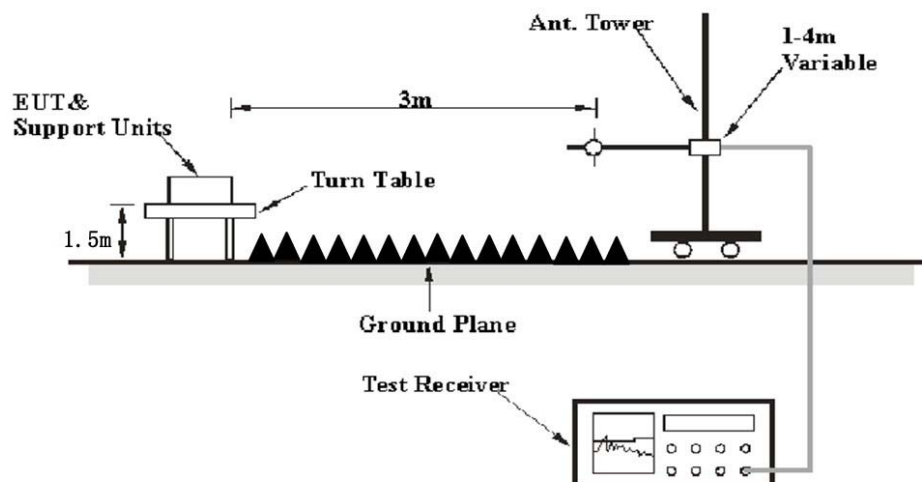 Ant. Tower
1-4m
Variable
3m
EUT&
Support Units
Turn Table
1.5m
Ground Plane
Test Receiver